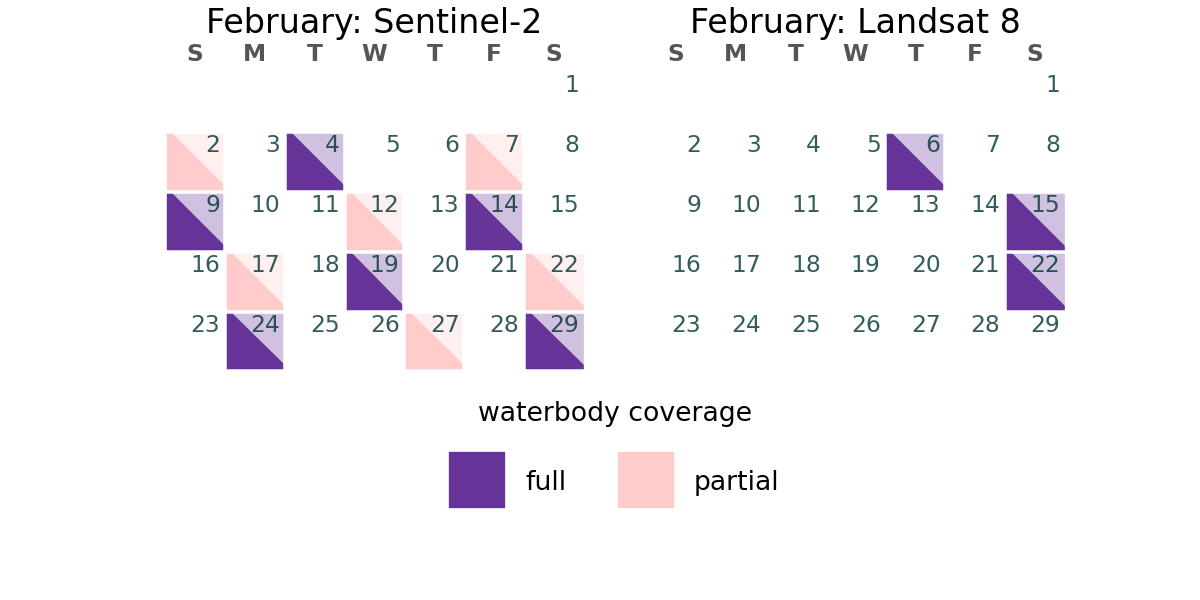 February: Sentinel-2
S M T W T F S
1
2 3 4 5 6 7 8
9 10 11 12 13 14 15
16 17 18 19 20 21 22
23 24 25 26 27 28 29
February: Landsat 8
S M T W T F S
1
2 3 4 5 6 7 8
9 10 11 12 13 14 15
16 17 18 19 20 21 22
23 24 25 26 27 28 29
waterbody coverage
full partial